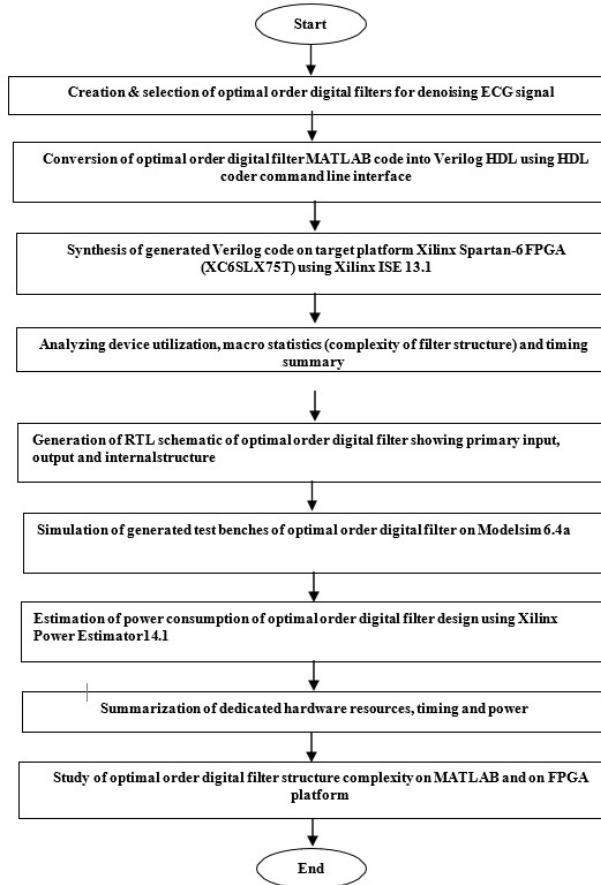 Start
Creation & selection of optimal order digital filters for denoising ECG signal
Conversion of optimal order digital filter MATLAB code into Verilog HDL using HDL
coder command line interface
Synthesis of generated Verilog code on target platform Xilinx Spartan-6 FPGA
(XC6SLX75T) using Xilinx ISE 13.1
Analyzing device utilization, macro statistics (complexity of filter structure) and timing
summary
Generation of RTL schematic of optimal order digital filter showing primary input,
output and internal structure
Simulation of generated test benches of optimal order digital filter on Modelsim 6.4a
Estimation of power consumption of optimal order digital filter design using Xilinx
Power Estimator14.1
Summarization of dedicated hardware resources, timing and power
Study of optimal order digital filter structure complexity on MATLAB and on FPGA
platform
End